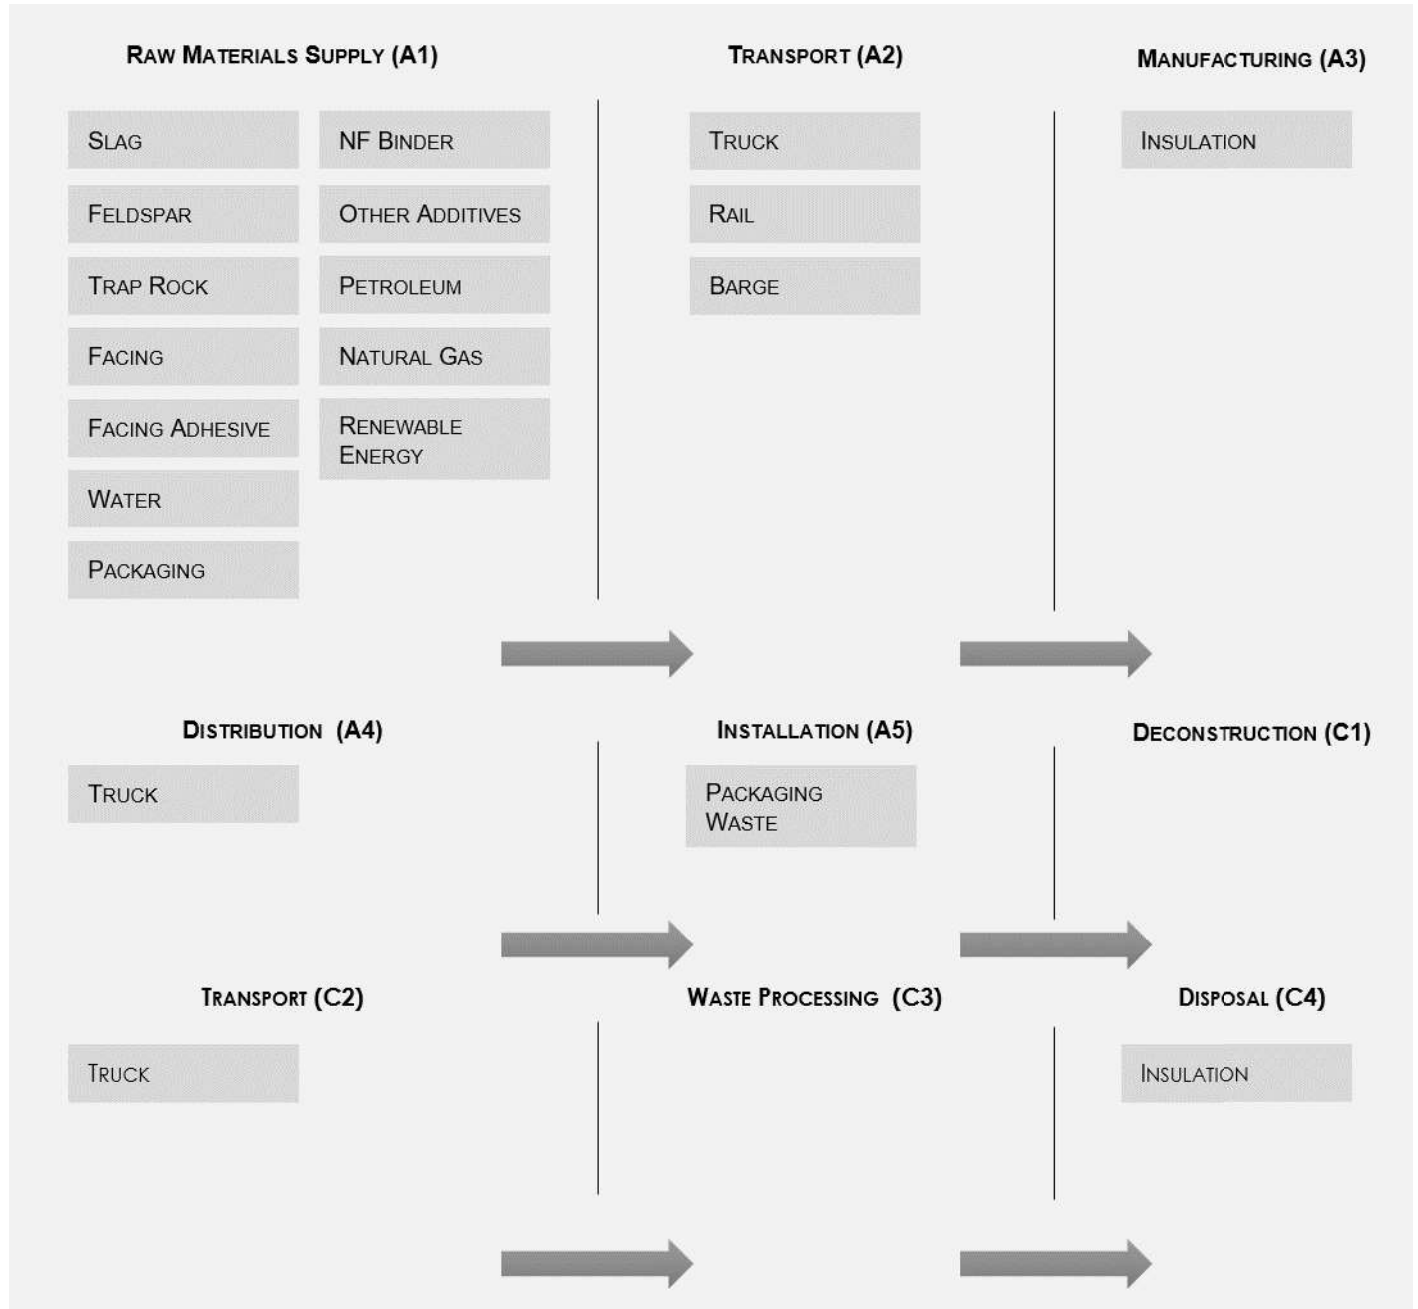 RAW MATERIALS SUPPLY (A1)
SLAG
FELDSPAR
TRAP ROCK
FACING
FACING ADHESIVE
WATER
PACKAGING
NF BINDER
OTHER ADDITIVES
PETROLEUM
NATURAL GAS
RENEWABLE
ENERGY
TRANSPORT (A2)
TRUCK
RAIL
BARGE
MANUFACTURING (A3)
INSULATION
DISTRIBUTION (A4)
TRUCK
INSTALLATION (A5)
PACKAGING
WASTE
DECONSTRUCTION (C1)
TRANSPORT (C2)
TRUCK
WASTE PROCESSING (C3)
DISPOSAL (C4)
INSULATION